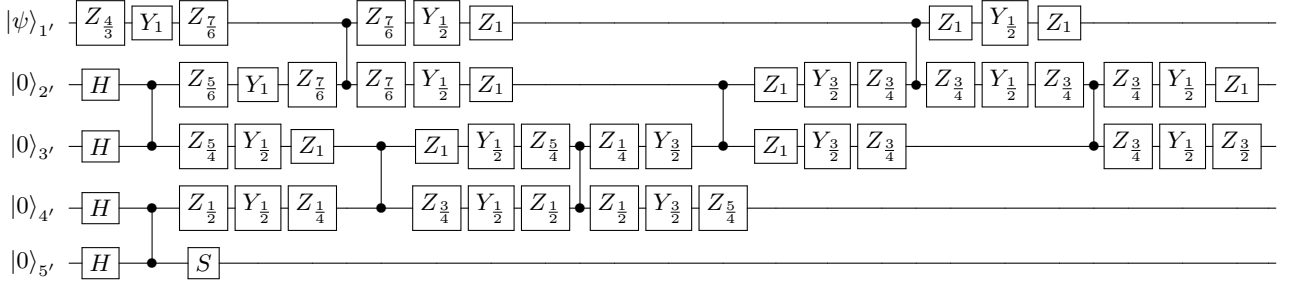 |ψ⟩1′ Z4/3 Y1 Z7/6 Z7/6 Y1/2 Z1 Z1 Y1/2 Z1
|0⟩2′ H Z5/6 Y1 Z7/6 Z7/6 Y1/2 Z1 Z1 Y3/2 Z3/4 Z3/4 Y1/2 Z3/4 Z3/4 Y1/2 Z1
|0⟩3′ H Z5/4 Y1/2 Z1 Z1 Y1/2 Z5/4 Z1/4 Y3/2 Z1 Y3/2 Z3/4 Z3/4 Y1/2 Z3/2
|0⟩4′ H Z1/2 Y1/2 Z1/4 Z3/4 Y1/2 Z1/2 Z1/2 Y3/2 Z5/4
|0⟩5′ H S